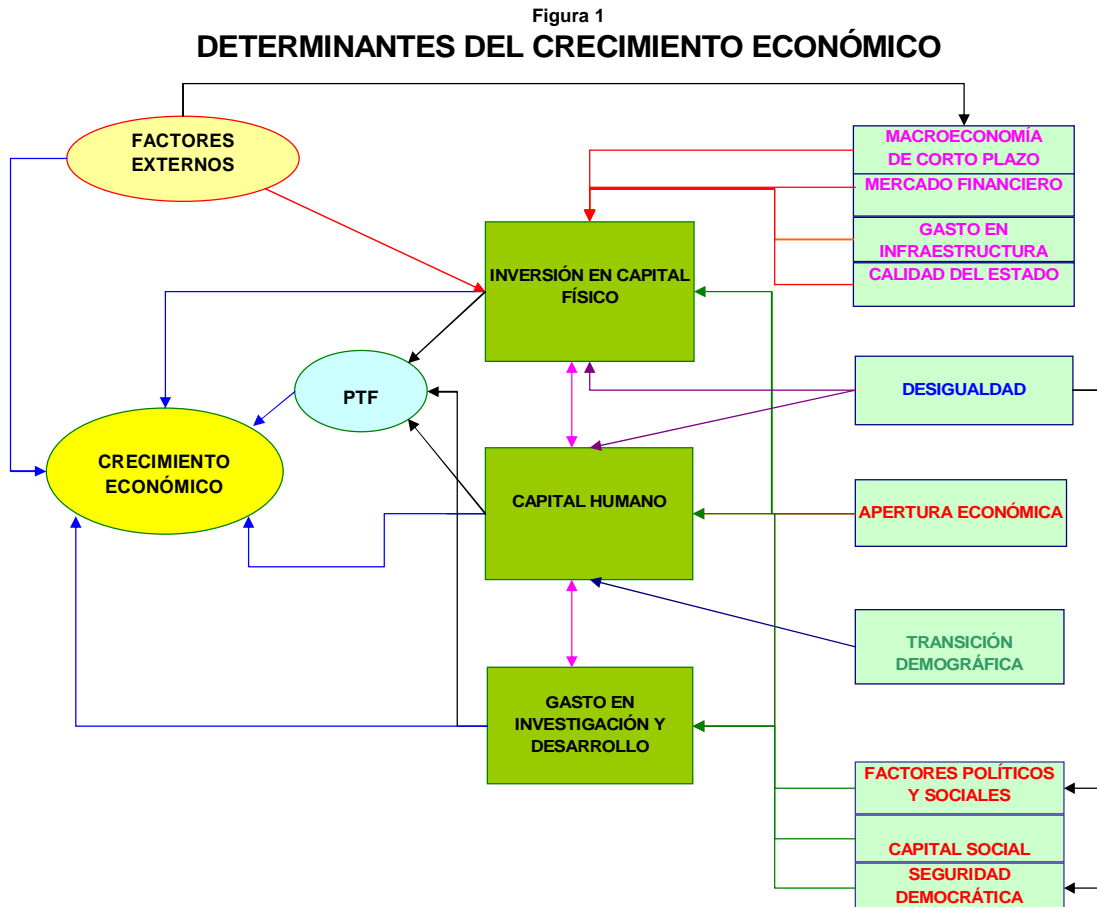 Figura 1
DETERMINANTES DEL CRECIMIENTO ECONÓMICO
FACTORES
EXTERNOS
MACROECONOMÍA
DE CORTO PLAZO
MERCADO FINANCIERO
GASTO EN
INFRAESTRUCTURA
CALIDAD DEL ESTADO
INVERSIÓN EN CAPITAL
FÍSICO
PTF
DESIGUALDAD
CRECIMIENTO
ECONÓMICO
CAPITAL HUMANO
APERTURA ECONÓMICA
TRANSICIÓN
DEMOGRÁFICA
GASTO EN
INVESTIGACIÓN Y
DESARROLLO
FACTORES POLÍTICOS
Y SOCIALES
CAPITAL SOCIAL
SEGURIDAD
DEMOCRÁTICA